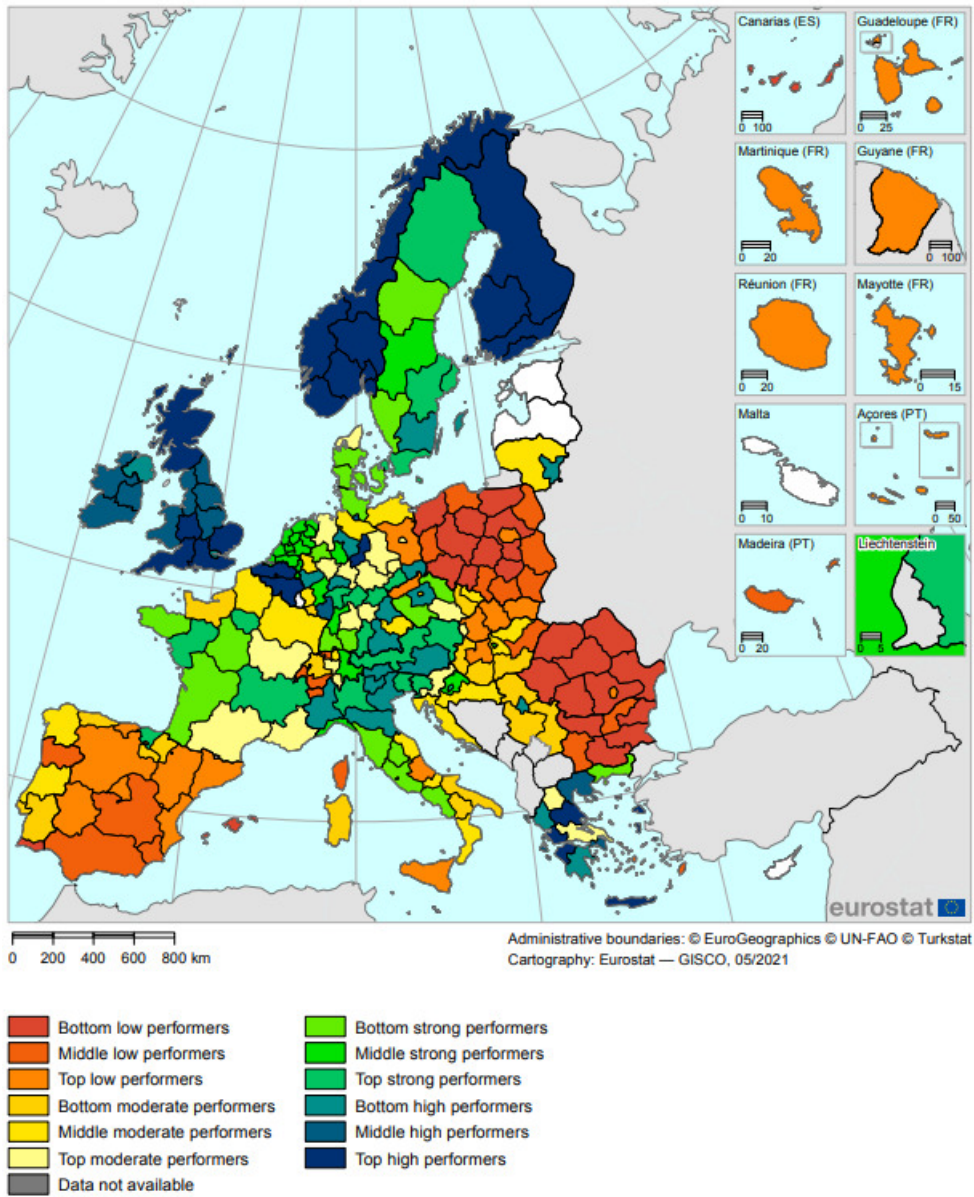 Canarias (ES)
0 100
Guadeloupe (FR)
0 25
Martinique (FR)
0 20
Guyane (FR)
0 100
Réunion (FR)
0 20
Mayotte (FR)
0 15
Malta
0 10
Açores (PT)
0 50
Madeira (PT)
0 20
Liechtenstein
0 5
eurostat
0 200 400 600 800 km
Administrative boundaries: © EuroGeographics © UN-FAO © Turkstat
Cartography: Eurostat — GISCO, 05/2021
Bottom low performers
Middle low performers
Top low performers
Bottom moderate performers
Middle moderate performers
Top moderate performers
Data not available
Bottom strong performers
Middle strong performers
Top strong performers
Bottom high performers
Middle high performers
Top high performers